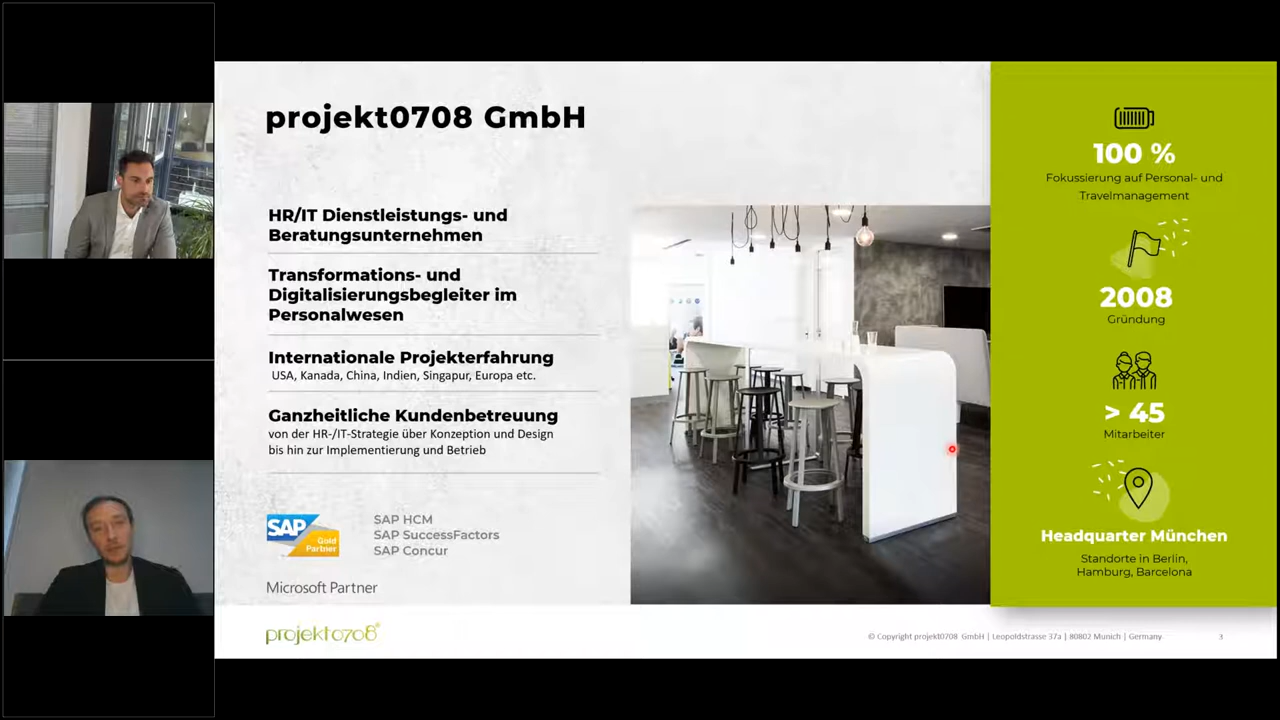 projekt0708 GmbH
HR/IT Dienstleistungs- und
Beratungsunternehmen
Transformations- und
Digitalisierungsbegleiter im
Personalwesen
Internationale Projekterfahrung
USA, Kanada, China, Indien, Singapur, Europa etc.
Ganzheitliche Kundenbetreuung
von der HR-/IT-Strategie über Konzeption und Design
bis hin zur Implementierung und Betrieb
SAP
Gold
Partner
SAP HCM
SAP SuccessFactors
SAP Concur
Microsoft Partner
100 %
Fokussierung auf Personal- und
Travelmanagement
2008
Gründung
> 45
Mitarbeiter
Headquarter München
Standorte in Berlin,
Hamburg, Barcelona
projekt0708®
© Copyright projekt0708 GmbH | Leopoldstrasse 37a | 80802 Munich | Germany
3